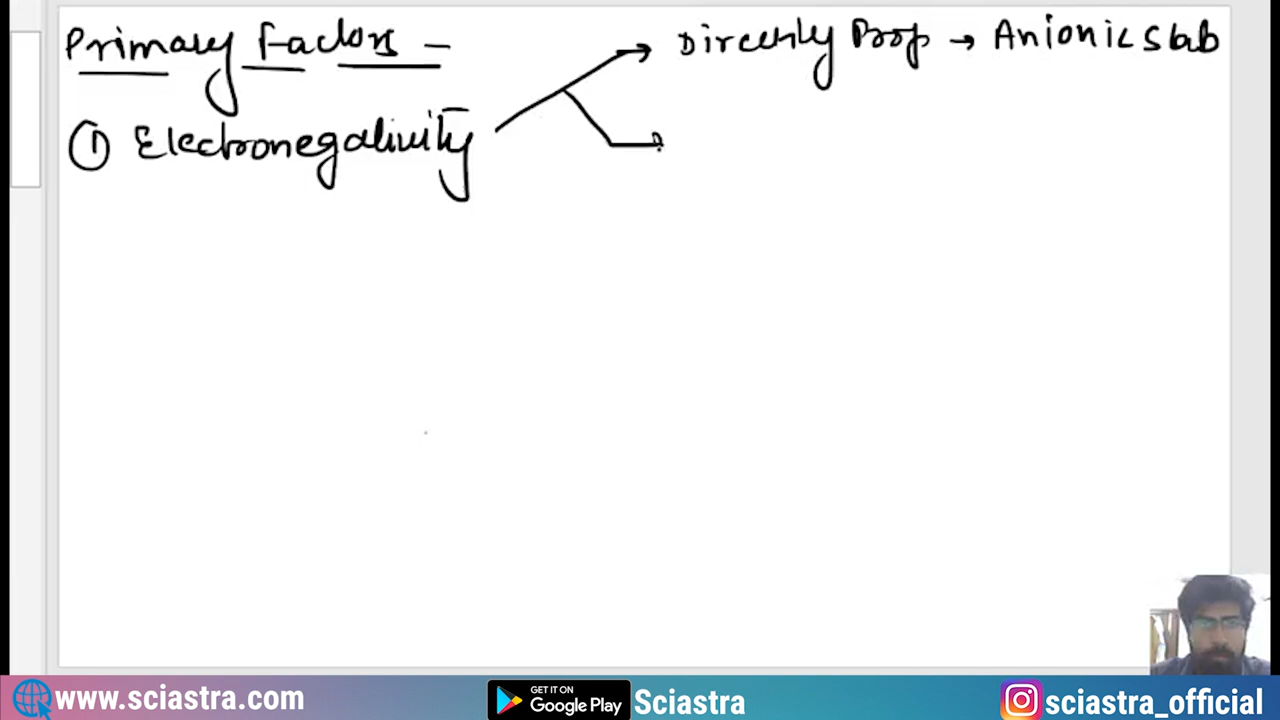 Primary Factors -
Directly Prop → Anionic Stab
① Electronegativity
www.sciastra.com
GET IT ON
Google Play
Sciastra
sciastra_official